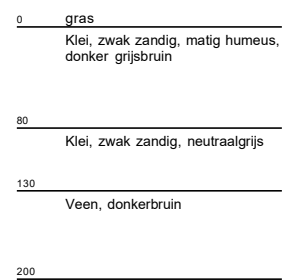 0 gras
Klei, zwak zandig, matig humeus,
donker grijsbruin
80
Klei, zwak zandig, neutraalgrijs
130
Veen, donkerbruin
200